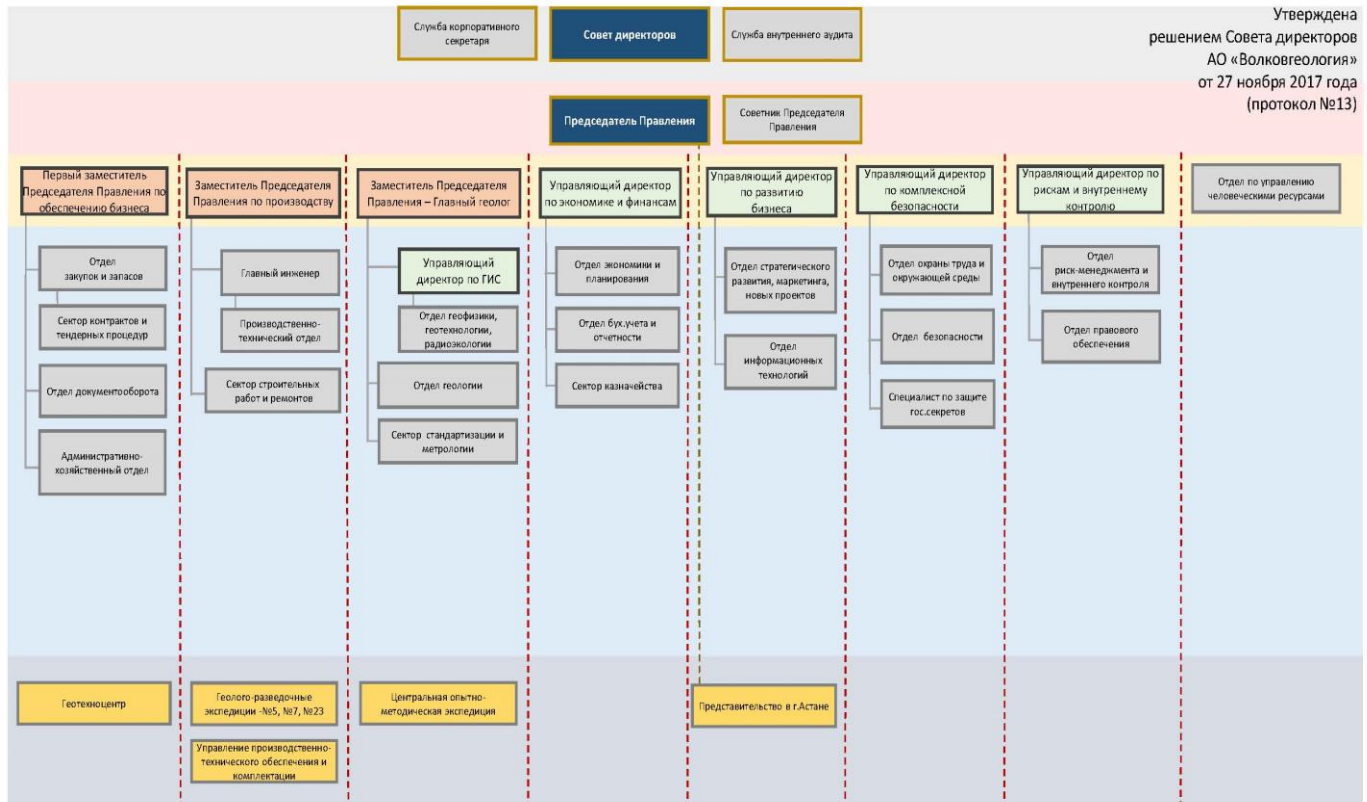 Служба корпоративного
секретаря
Совет директоров
Служба внутреннего аудита
Утверждена
решением Совета директоров
АО «Волковгеология»
от 27 ноября 2017 года
(протокол №13)
Председатель Правления
Советник Председателя
Правления
Первый заместитель
Председателя Правления по
обеспечению бизнеса
Заместитель Председателя
Правления по производству
Заместитель Председателя
Правления – Главный геолог
Управляющий директор
по экономике и финансам
Управляющий директор
по развитию
бизнеса
Управляющий директор
по комплексной
безопасности
Управляющий директор по
рискам и внутреннему
контролю
Отдел по управлению
человеческими ресурсами
Отдел
закупок и запасов
Сектор контрактов и
тендерных процедур
Отдел документооборота
Административно-
хозяйственный отдел
Главный инженер
Производственно-
технический отдел
Сектор строительных
работ и ремонтов
Управляющий
директор по ГИС
Отдел геофизики,
геотехнологии,
радиоэкологии
Отдел геологии
Сектор стандартизации и
метрологии
Отдел экономики и
планирования
Отдел бух.учета и
отчетности
Сектор казначейства
Отдел стратегического
развития, маркетинга,
новых проектов
Отдел
информационных
технологий
Отдел охраны труда и
окружающей среды
Отдел безопасности
Специалист по защите
гос.секретов
Отдел
риск-менеджмента и
внутреннего контроля
Отдел правового
обеспечения
Геотехноцентр
Геолого-разведочные
экспедиции -№5, №7, №23
Управление производственно-
технического обеспечения и
комплектации
Центральная опытно-
методическая экспедиция
Представительство в г.Астане